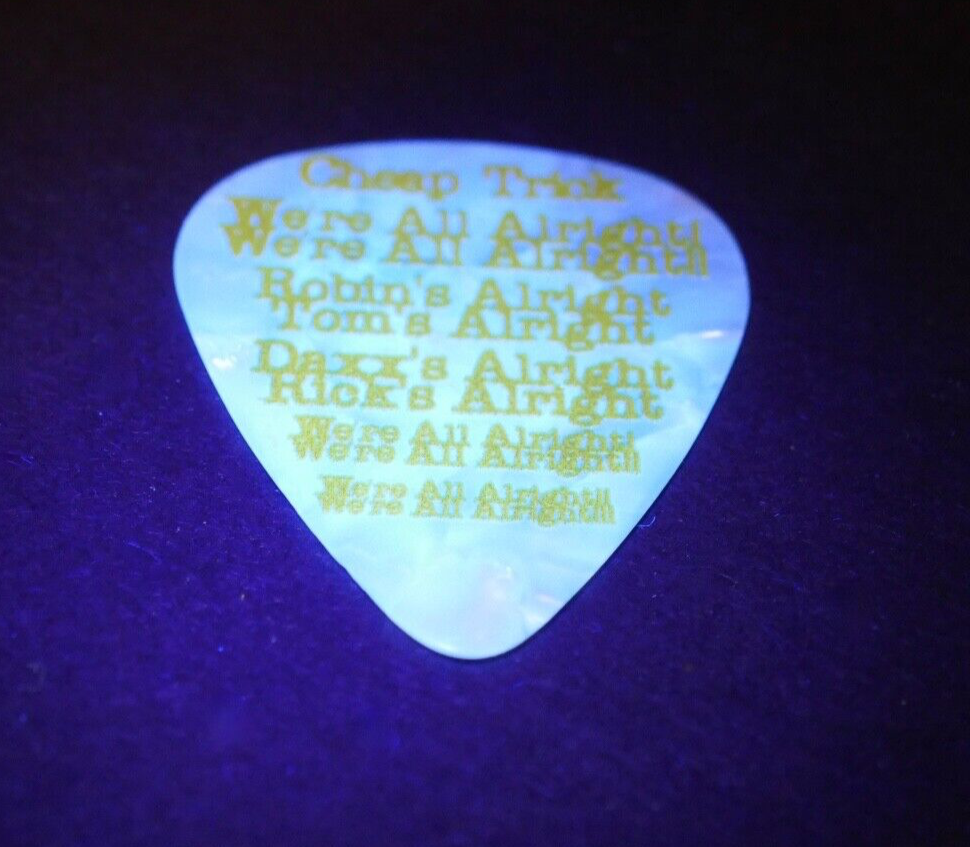 Cheap Trick
We're All Alright!
We're All Alright!!
Robin's Alright
Tom's Alright
Daxx's Alright
Rick's Alright
We're All Alright!
We're All Alright!!
We're All Alright!!
We're All Alright!!!